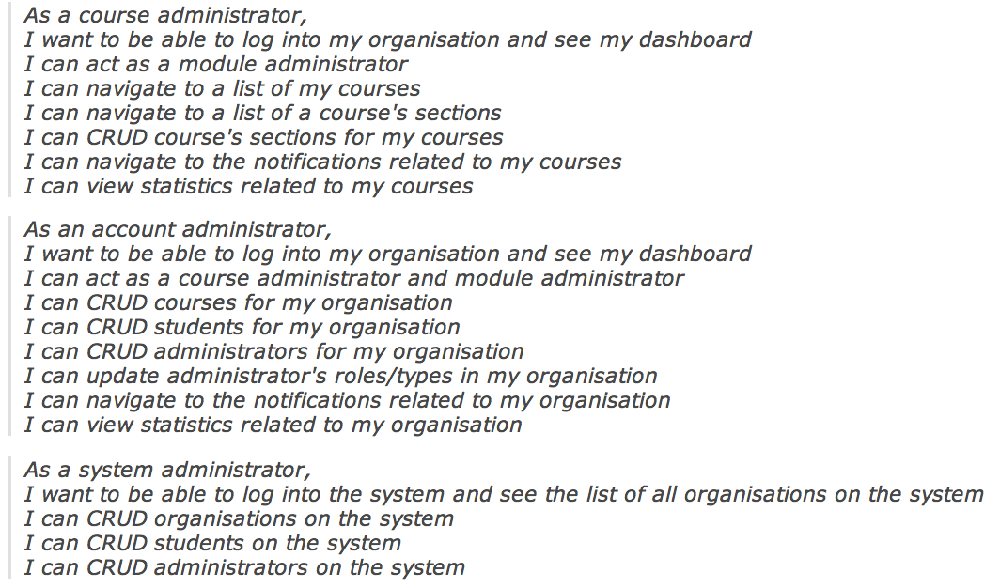 As a course administrator,
I want to be able to log into my organisation and see my dashboard
I can act as a module administrator
I can navigate to a list of my courses
I can navigate to a list of a course's sections
I can CRUD course's sections for my courses
I can navigate to the notifications related to my courses
I can view statistics related to my courses
As an account administrator,
I want to be able to log into my organisation and see my dashboard
I can act as a course administrator and module administrator
I can CRUD courses for my organisation
I can CRUD students for my organisation
I can CRUD administrators for my organisation
I can update administrator's roles/types in my organisation
I can navigate to the notifications related to my organisation
I can view statistics related to my organisation
As a system administrator,
I want to be able to log into the system and see the list of all organisations on the system
I can CRUD organisations on the system
I can CRUD students on the system
I can CRUD administrators on the system